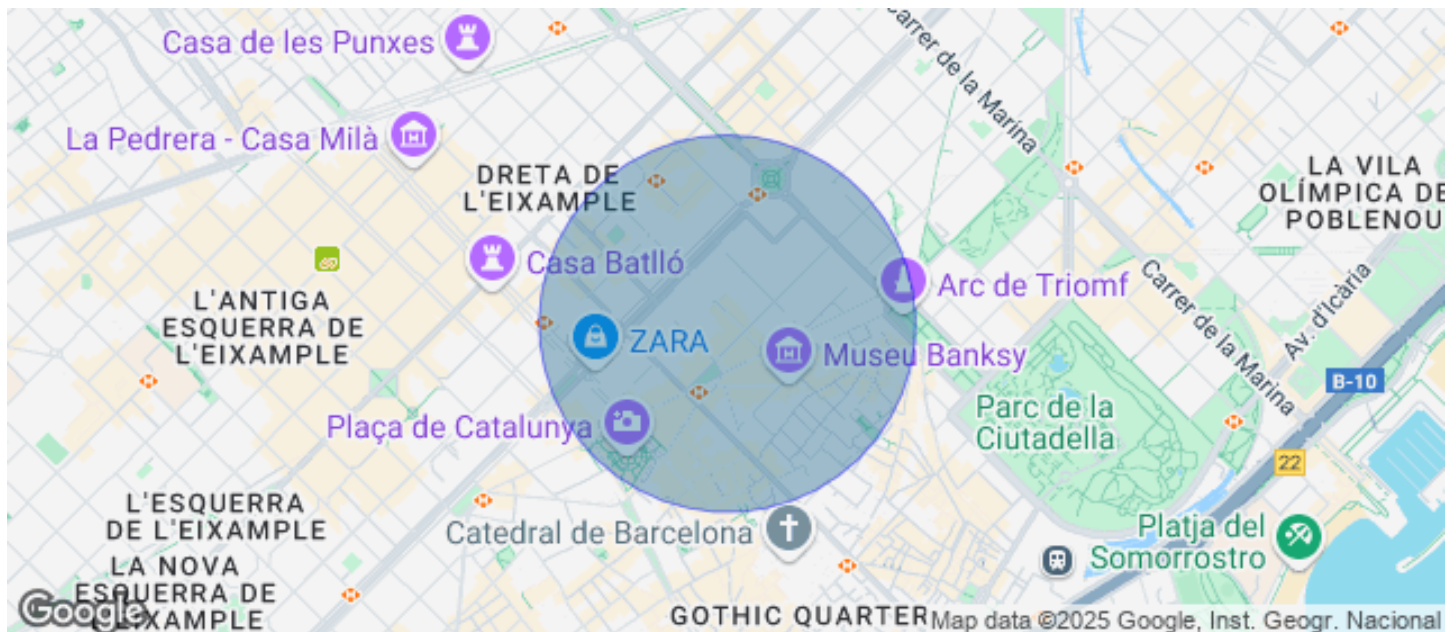 Casa de les Punxes
Carrer de la Marina
La Pedrera - Casa Milà
DRETA DE
L'EIXAMPLE
LA VILA
OLÍMPICA DE
POBLENOU
Casa Batlló
Arc de Triomf
Carrer de la Marina
Av. d'Icària
L'ANTIGA
ESQUERRA DE
L'EIXAMPLE
ZARA
Museu Banksy
B-10
Parc de la
Ciutadella
Plaça de Catalunya
22
L'ESQUERRA
DE L'EIXAMPLE
Catedral de Barcelona
Platja del
Somorrostro
LA NOVA
ESQUERRA DE
L'EIXAMPLE
Google
GOTHIC QUARTER
Map data ©2025 Google, Inst. Geogr. Nacional